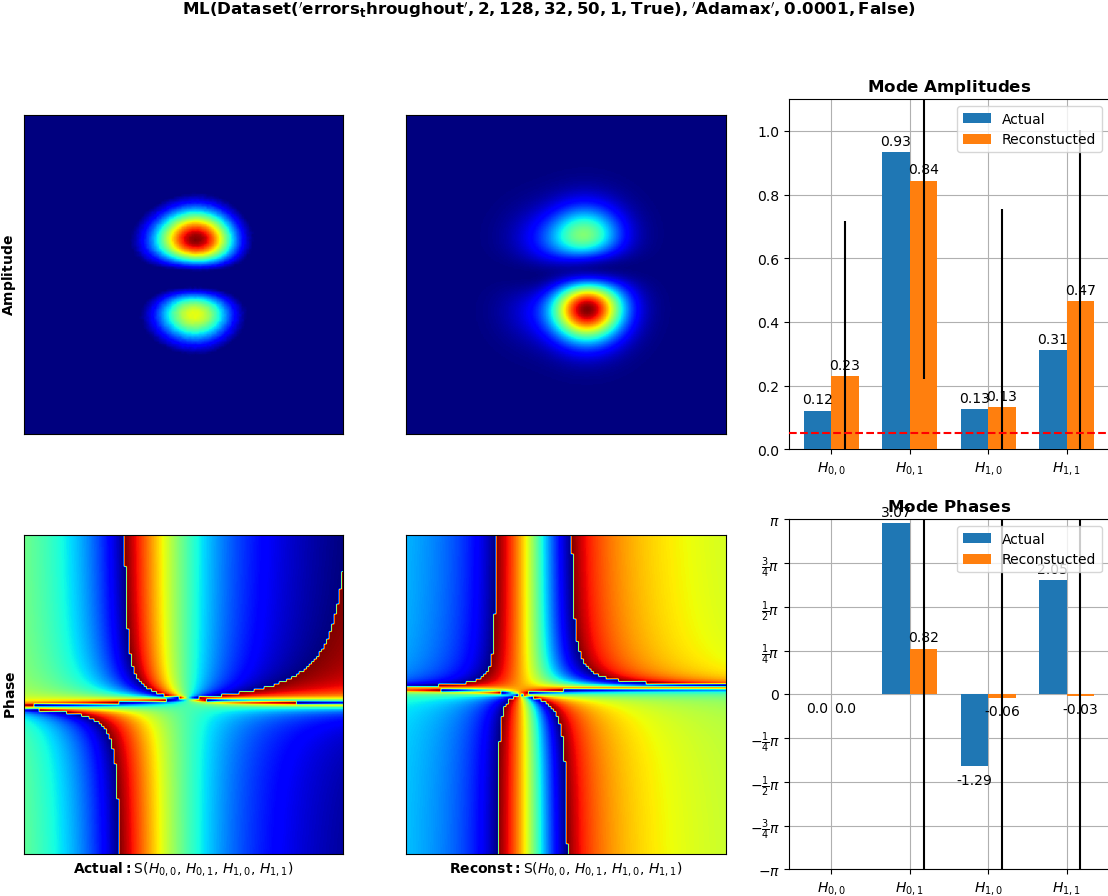 ML(Dataset('errors_throughout', 2, 128, 32, 50, 1, True), 'Adamax', 0.0001, False)
Amplitude
Mode Amplitudes
Actual
Reconstucted
1.0
0.8
0.6
0.4
0.2
0.0
0.12
0.23
0.93
0.84
0.13
0.13
0.31
0.47
H0,0
H0,1
H1,0
H1,1
Phase
Actual: S(H0,0, H0,1, H1,0, H1,1)
Reconst: S(H0,0, H0,1, H1,0, H1,1)
Mode Phases
Actual
Reconstucted
π
3/4π
1/2π
1/4π
0
−1/4π
−1/2π
−3/4π
−π
0.0
0.0
3.07
0.82
-1.29
-0.06
2.05
-0.03
H0,0
H0,1
H1,0
H1,1